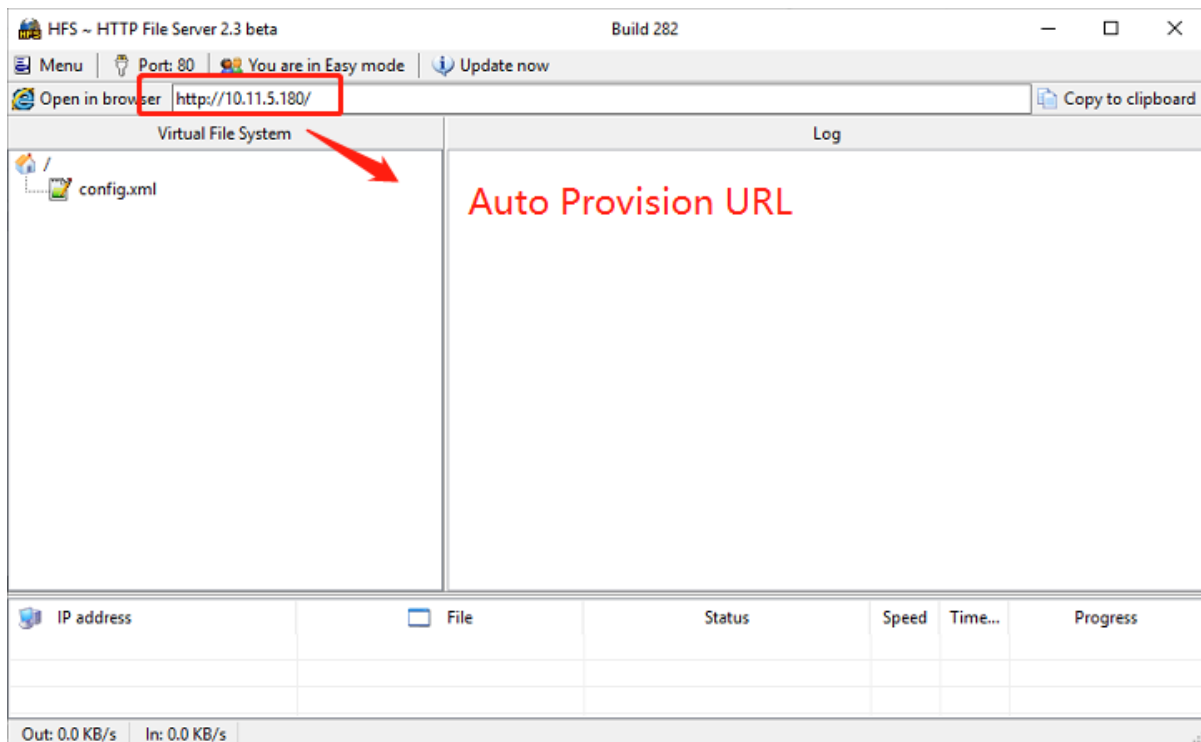 HFS ~ HTTP File Server 2.3 beta Build 282
Menu Port: 80 You are in Easy mode Update now
Open in browser http://10.11.5.180/ Copy to clipboard
Virtual File System Log
/
config.xml
Auto Provision URL
IP address File Status Speed Time... Progress
Out: 0.0 KB/s In: 0.0 KB/s